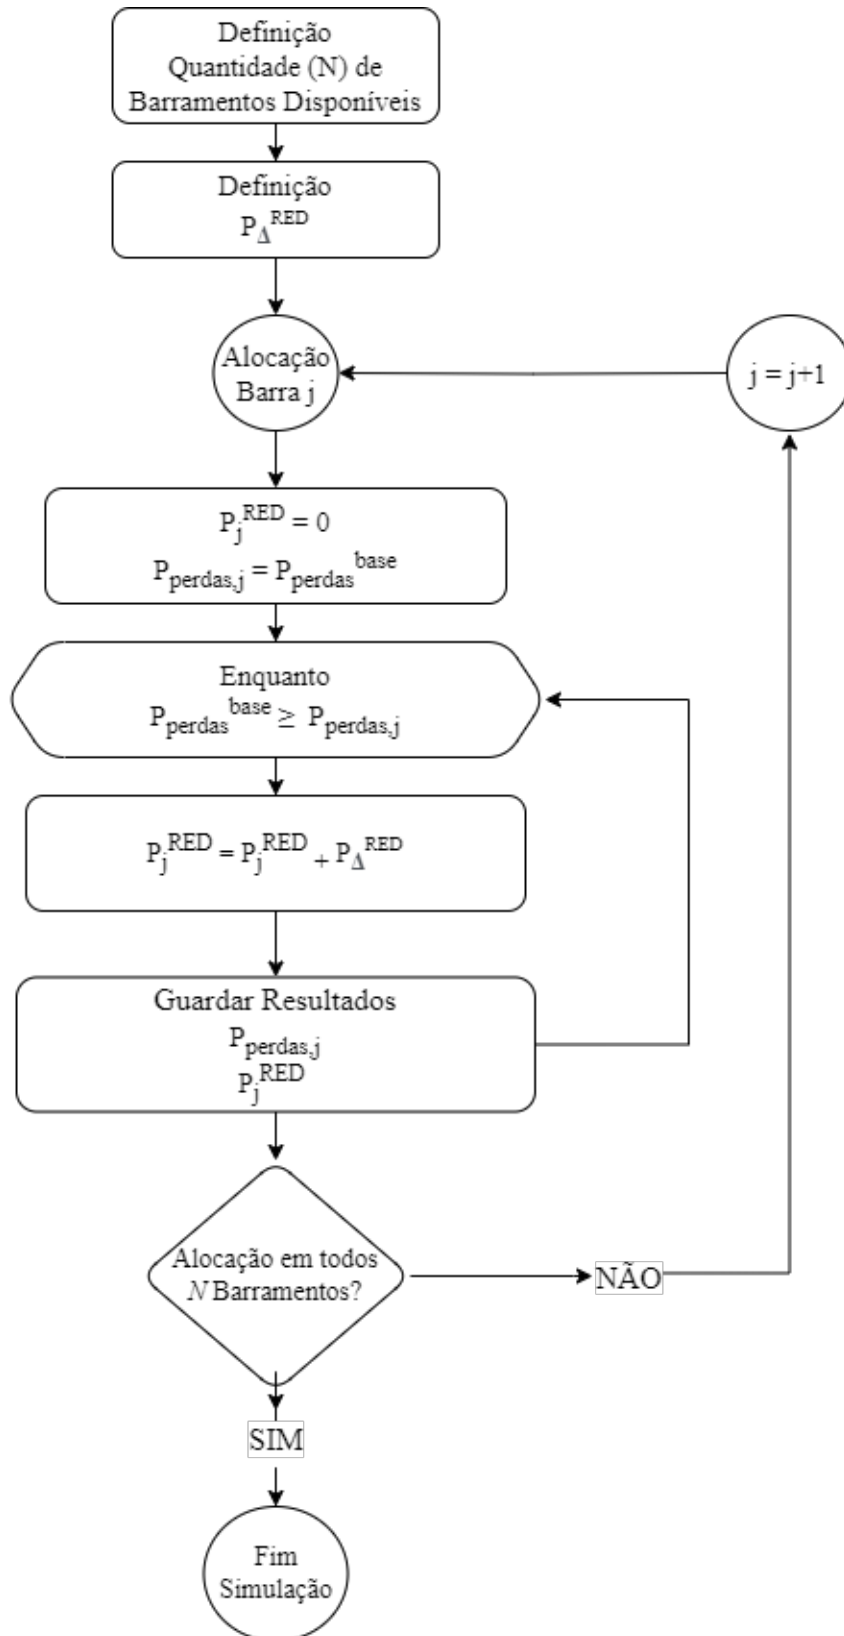 Definição
Quantidade (N) de
Barramentos Disponíveis
Definição
P_Δ^RED
Alocação
Barra j
j = j+1
P_j^RED = 0
P_perdas,j = P_perdas^base
Enquanto
P_perdas^base ≥ P_perdas,j
P_j^RED = P_j^RED + P_Δ^RED
Guardar Resultados
P_perdas,j
P_j^RED
Alocação em todos
N Barramentos?
NÃO
SIM
Fim
Simulação